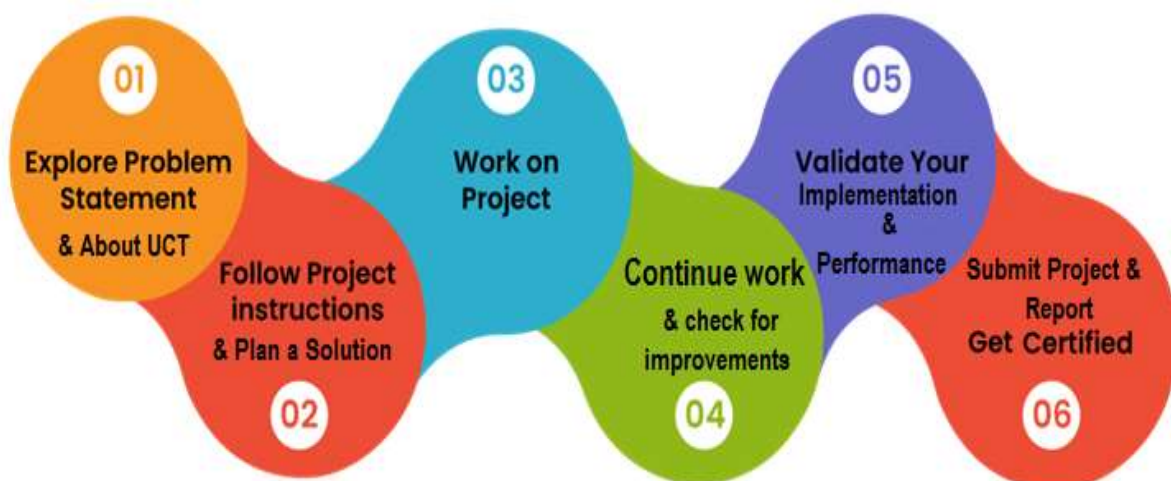 01
Explore Problem
Statement
& About UCT
Follow Project
instructions
& Plan a Solution
02
03
Work on
Project
Continue work
& check for
improvements
04
05
Validate Your
Implementation
&
Performance
Submit Project &
Report
Get Certified
06